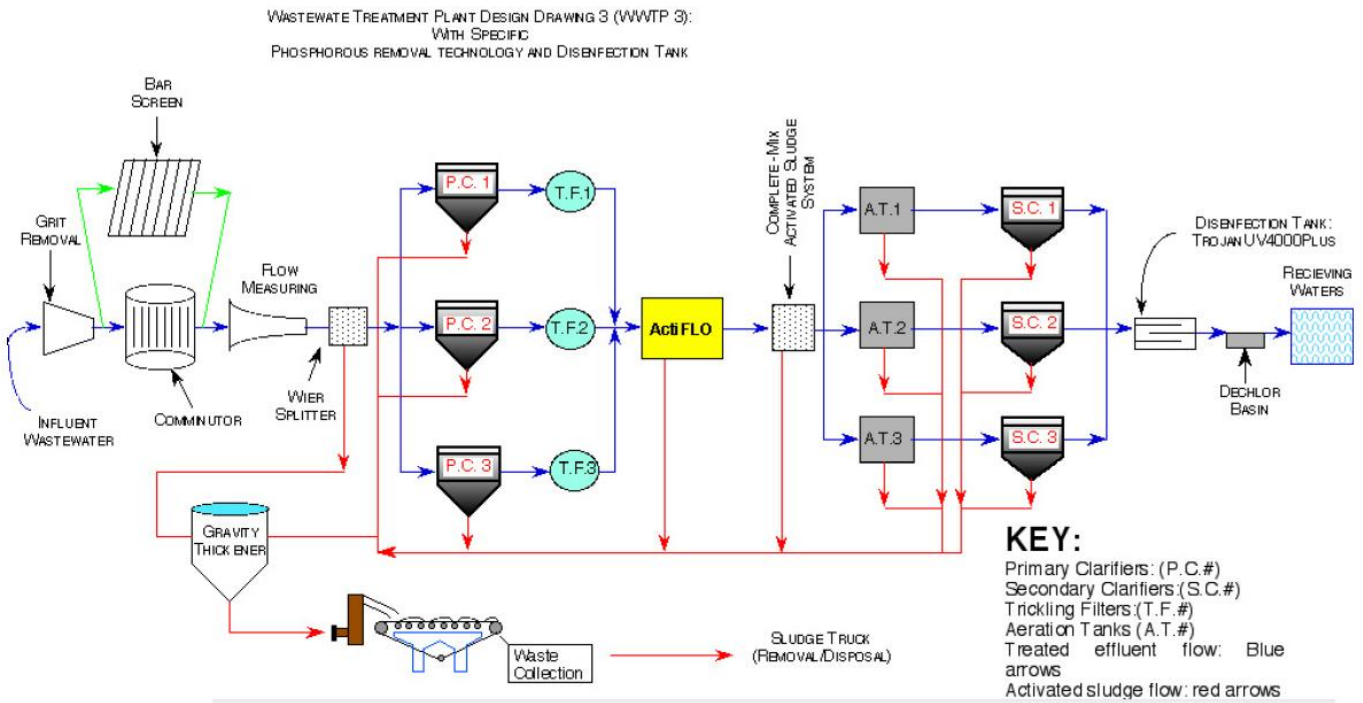 WASTEWATE TREATMENT PLANT DESIGN DRAWING 3 (WWTP 3):
WITH SPECIFIC
PHOSPHOROUS REMOVAL TECHNOLOGY AND DISENFECTION TANK
BAR
SCREEN
GRIT
REMOVAL
FLOW
MEASURING
INFLUENT
WASTEWATER
COMMINUTOR
WIER
SPLITTER
P.C. 1
P.C. 2
P.C. 3
T.F.1
T.F.2
T.F.3
ActiFLO
COMPLETE-MIX
ACTIVATED SLUDGE
SYSTEM
A.T.1
A.T.2
A.T.3
S.C. 1
S.C. 2
S.C. 3
DISENFECTION TANK:
TROJANUV4000PLUS
RECIEVING
WATERS
DECHLOR
BASIN
GRAVITY
THICKENER
Waste
Collection
SLUDGE TRUCK
(REMOVAL/DISPOSAL)
KEY:
Primary Clarifiers: (P.C.#)
Secondary Clarifiers:(S.C.#)
Trickling Filters:(T.F.#)
Aeration Tanks (A.T.#)
Treated effluent flow: Blue
arrows
Activated sludge flow: red arrows